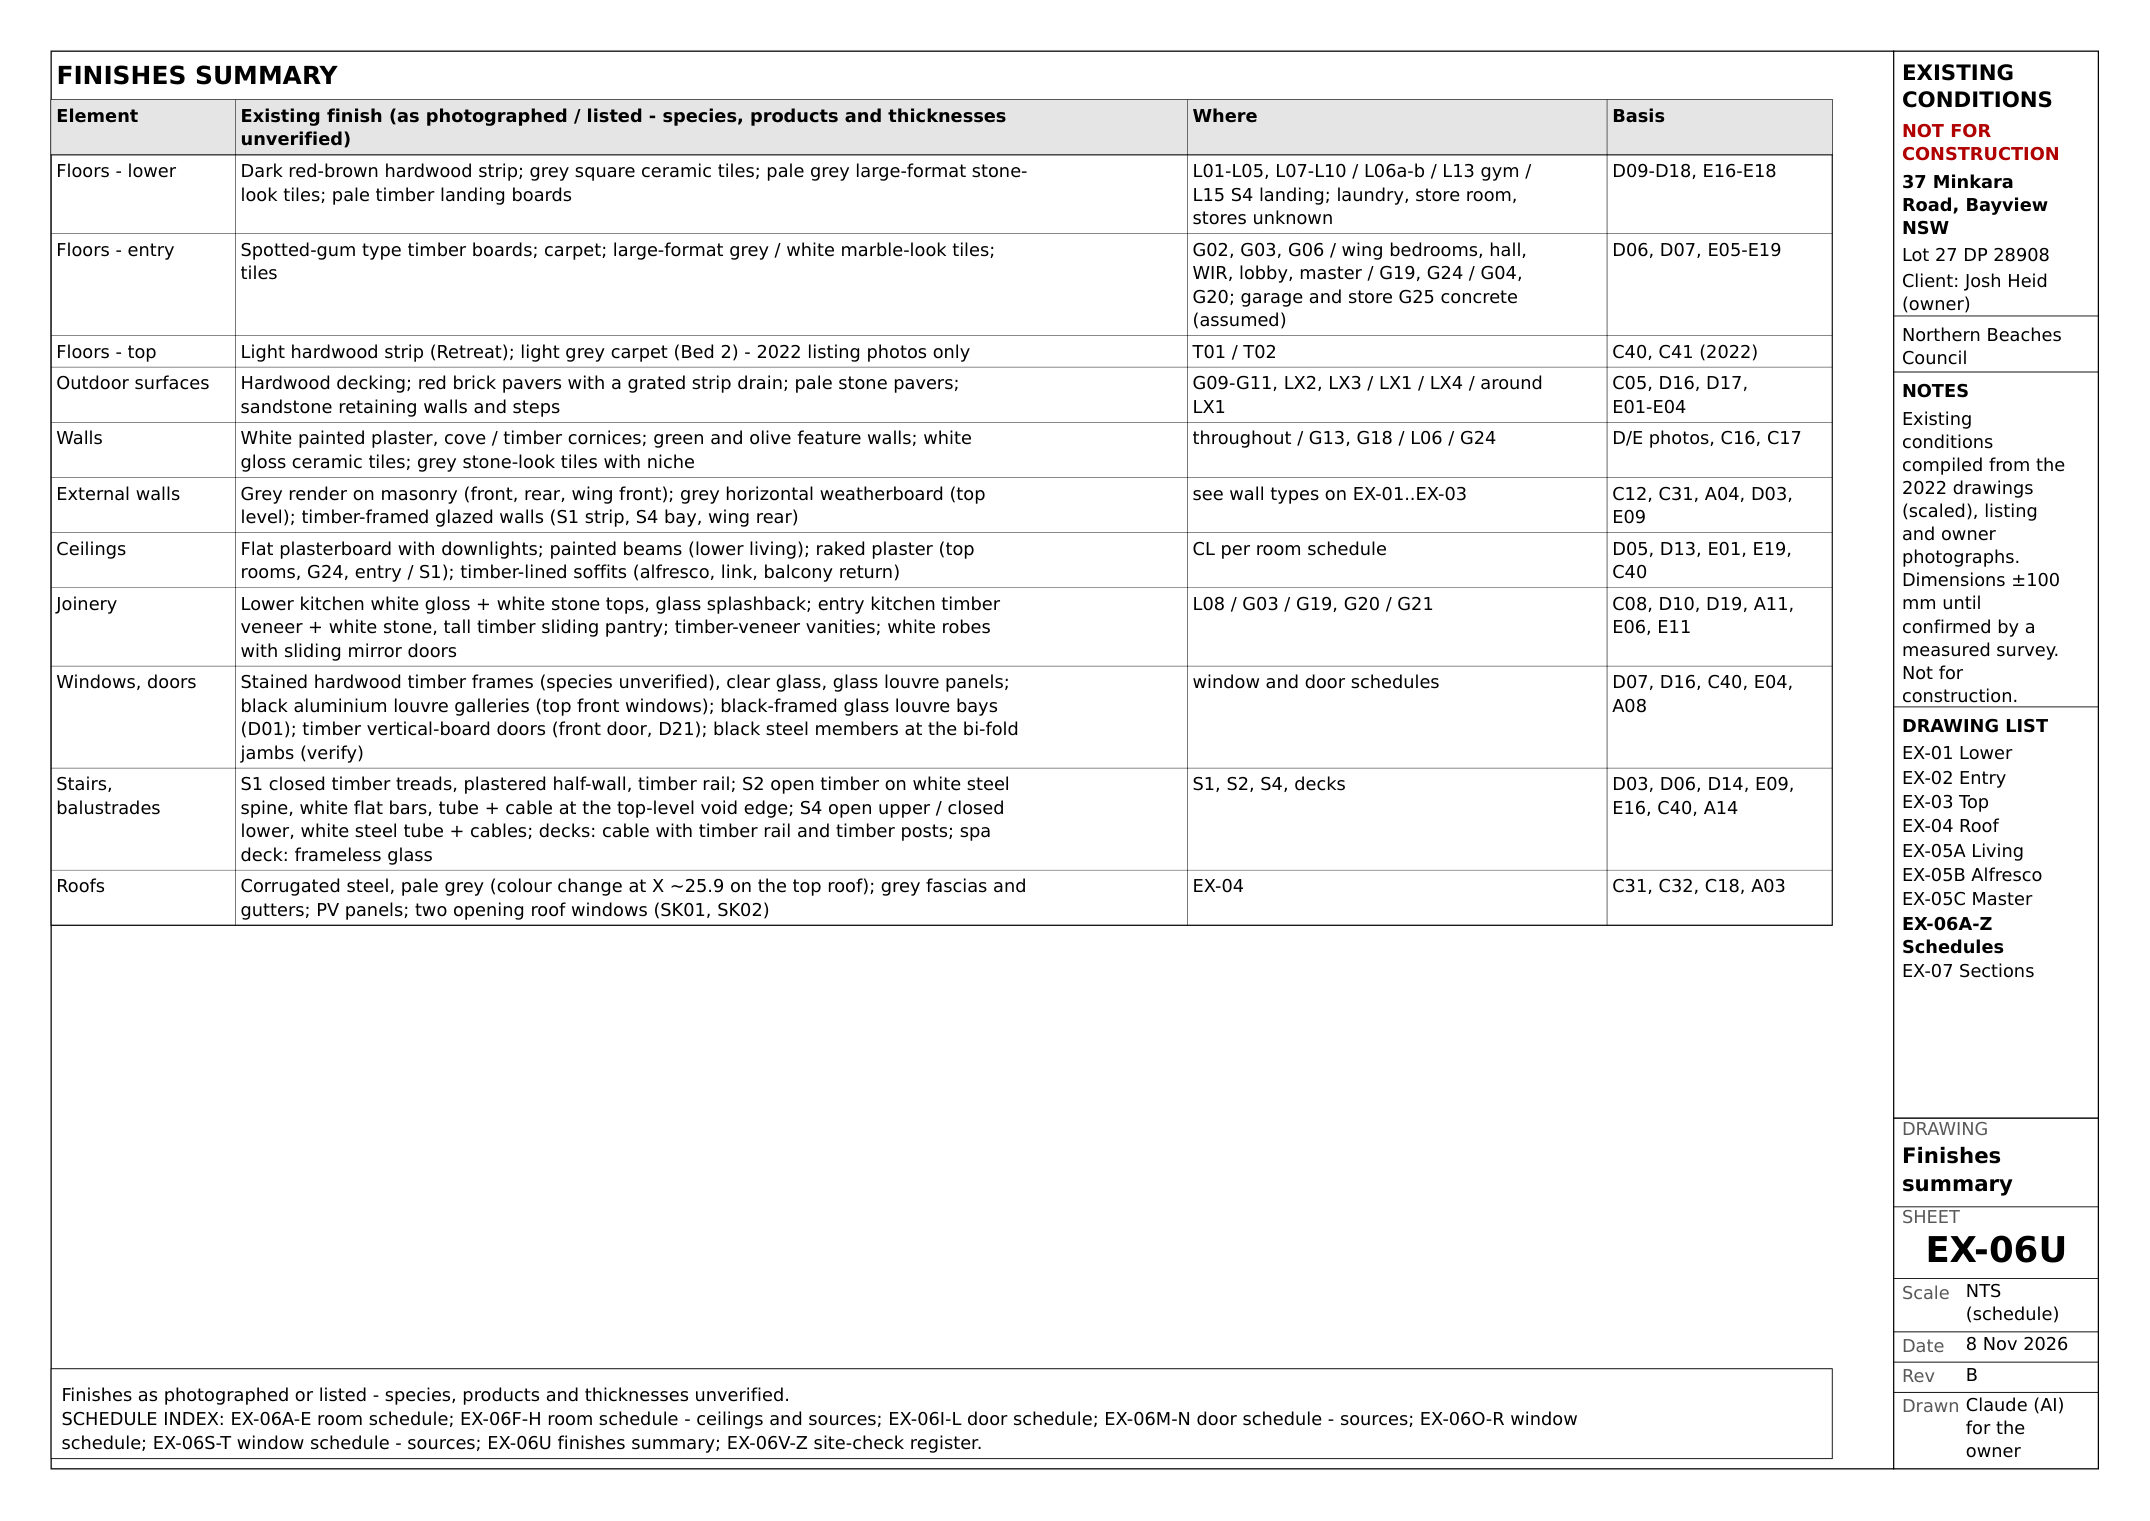 FINISHES SUMMARY
Element
Existing finish (as photographed / listed - species, products and thicknesses
unverified)
Where
Basis
Floors - lower
Dark red-brown hardwood strip; grey square ceramic tiles; pale grey large-format stone-
look tiles; pale timber landing boards
L01-L05, L07-L10 / L06a-b / L13 gym /
L15 S4 landing; laundry, store room,
stores unknown
D09-D18, E16-E18
Floors - entry
Spotted-gum type timber boards; carpet; large-format grey / white marble-look tiles;
tiles
G02, G03, G06 / wing bedrooms, hall,
WIR, lobby, master / G19, G24 / G04,
G20; garage and store G25 concrete
(assumed)
D06, D07, E05-E19
Floors - top
Light hardwood strip (Retreat); light grey carpet (Bed 2) - 2022 listing photos only
T01 / T02
C40, C41 (2022)
Outdoor surfaces
Hardwood decking; red brick pavers with a grated strip drain; pale stone pavers;
sandstone retaining walls and steps
G09-G11, LX2, LX3 / LX1 / LX4 / around
LX1
C05, D16, D17,
E01-E04
Walls
White painted plaster, cove / timber cornices; green and olive feature walls; white
gloss ceramic tiles; grey stone-look tiles with niche
throughout / G13, G18 / L06 / G24
D/E photos, C16, C17
External walls
Grey render on masonry (front, rear, wing front); grey horizontal weatherboard (top
level); timber-framed glazed walls (S1 strip, S4 bay, wing rear)
see wall types on EX-01..EX-03
C12, C31, A04, D03,
E09
Ceilings
Flat plasterboard with downlights; painted beams (lower living); raked plaster (top
rooms, G24, entry / S1); timber-lined soffits (alfresco, link, balcony return)
CL per room schedule
D05, D13, E01, E19,
C40
Joinery
Lower kitchen white gloss + white stone tops, glass splashback; entry kitchen timber
veneer + white stone, tall timber sliding pantry; timber-veneer vanities; white robes
with sliding mirror doors
L08 / G03 / G19, G20 / G21
C08, D10, D19, A11,
E06, E11
Windows, doors
Stained hardwood timber frames (species unverified), clear glass, glass louvre panels;
black aluminium louvre galleries (top front windows); black-framed glass louvre bays
(D01); timber vertical-board doors (front door, D21); black steel members at the bi-fold
jambs (verify)
window and door schedules
D07, D16, C40, E04,
A08
Stairs,
balustrades
S1 closed timber treads, plastered half-wall, timber rail; S2 open timber on white steel
spine, white flat bars, tube + cable at the top-level void edge; S4 open upper / closed
lower, white steel tube + cables; decks: cable with timber rail and timber posts; spa
deck: frameless glass
S1, S2, S4, decks
D03, D06, D14, E09,
E16, C40, A14
Roofs
Corrugated steel, pale grey (colour change at X ~25.9 on the top roof); grey fascias and
gutters; PV panels; two opening roof windows (SK01, SK02)
EX-04
C31, C32, C18, A03
Finishes as photographed or listed - species, products and thicknesses unverified.
SCHEDULE INDEX: EX-06A-E room schedule; EX-06F-H room schedule - ceilings and sources; EX-06I-L door schedule; EX-06M-N door schedule - sources; EX-06O-R window
schedule; EX-06S-T window schedule - sources; EX-06U finishes summary; EX-06V-Z site-check register.
EXISTING
CONDITIONS
NOT FOR
CONSTRUCTION
37 Minkara
Road, Bayview
NSW
Lot 27 DP 28908
Client: Josh Heid
(owner)
Northern Beaches
Council
NOTES
Existing
conditions
compiled from the
2022 drawings
(scaled), listing
and owner
photographs.
Dimensions ±100
mm until
confirmed by a
measured survey.
Not for
construction.
DRAWING LIST
EX-01 Lower
EX-02 Entry
EX-03 Top
EX-04 Roof
EX-05A Living
EX-05B Alfresco
EX-05C Master
EX-06A-Z
Schedules
EX-07 Sections
DRAWING
Finishes
summary
SHEET
EX-06U
Scale NTS
(schedule)
Date 8 Nov 2026
Rev B
Drawn Claude (AI)
for the
owner